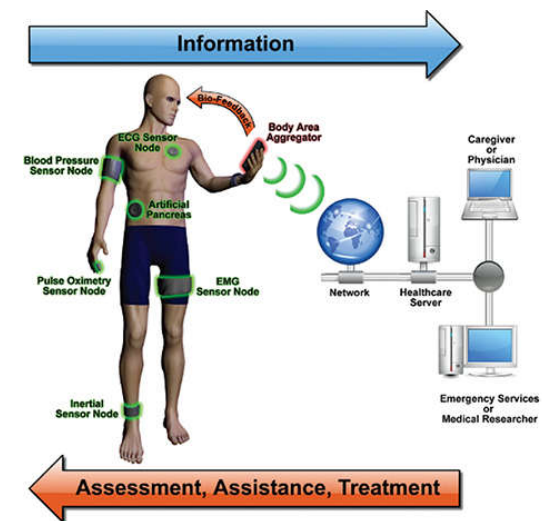 Information
Bio-Feedback
ECG Sensor
Node
Body Area
Aggregator
Blood Pressure
Sensor Node
Artificial
Pancreas
Pulse Oximetry
Sensor Node
EMG
Sensor Node
Inertial
Sensor Node
Caregiver
or
Physician
Network
Healthcare
Server
Emergency Services
or
Medical Researcher
Assessment, Assistance, Treatment